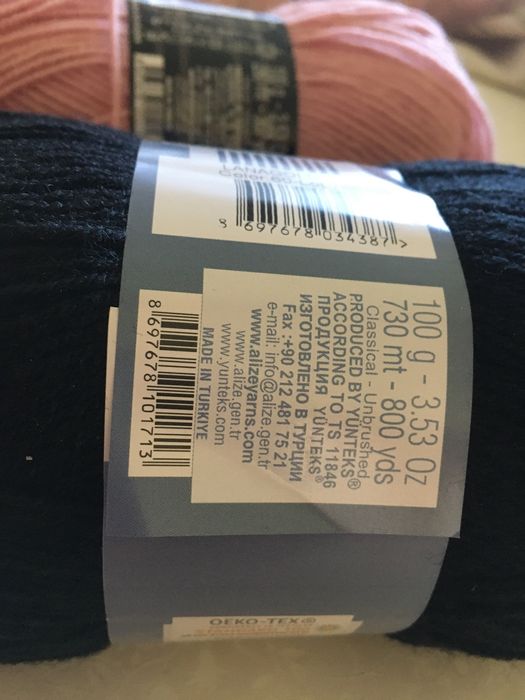 8 697678 034387 >
100 g - 3.53 Oz
730 mt - 800 yds
Classical - Unbrushed
PRODUCED BY YÜNTEKS®
ACCORDING TO TS 11846
ПРОДУКЦИЯ YÜNTEKS®
ИЗГОТОВЛЕНО В ТУРЦИИ
Fax :+90 212 481 75 21
e-mail: info@alize.gen.tr
www.alizeyarns.com
www.alize.gen.tr
www.yunteks.com
MADE IN TURKIYE
8 697678 101713
OEKO-TEX®